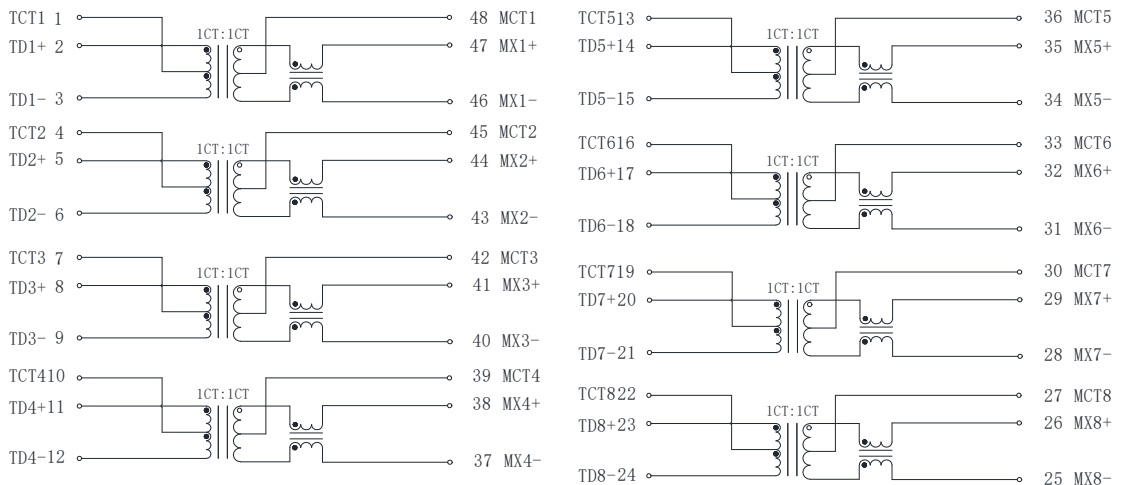 TCT1 1
48 MCT1
1CT:1CT
TD1+ 2
47 MX1+
TD1- 3
46 MX1-
TCT2 4
45 MCT2
1CT:1CT
TD2+ 5
44 MX2+
TD2- 6
43 MX2-
TCT3 7
42 MCT3
1CT:1CT
TD3+ 8
41 MX3+
TD3- 9
40 MX3-
TCT410
39 MCT4
1CT:1CT
TD4+11
38 MX4+
TD4-12
37 MX4-
TCT513
36 MCT5
1CT:1CT
TD5+14
35 MX5+
TD5-15
34 MX5-
TCT616
33 MCT6
1CT:1CT
TD6+17
32 MX6+
TD6-18
31 MX6-
TCT719
30 MCT7
1CT:1CT
TD7+20
29 MX7+
TD7-21
28 MX7-
TCT822
27 MCT8
1CT:1CT
TD8+23
26 MX8+
TD8-24
25 MX8-